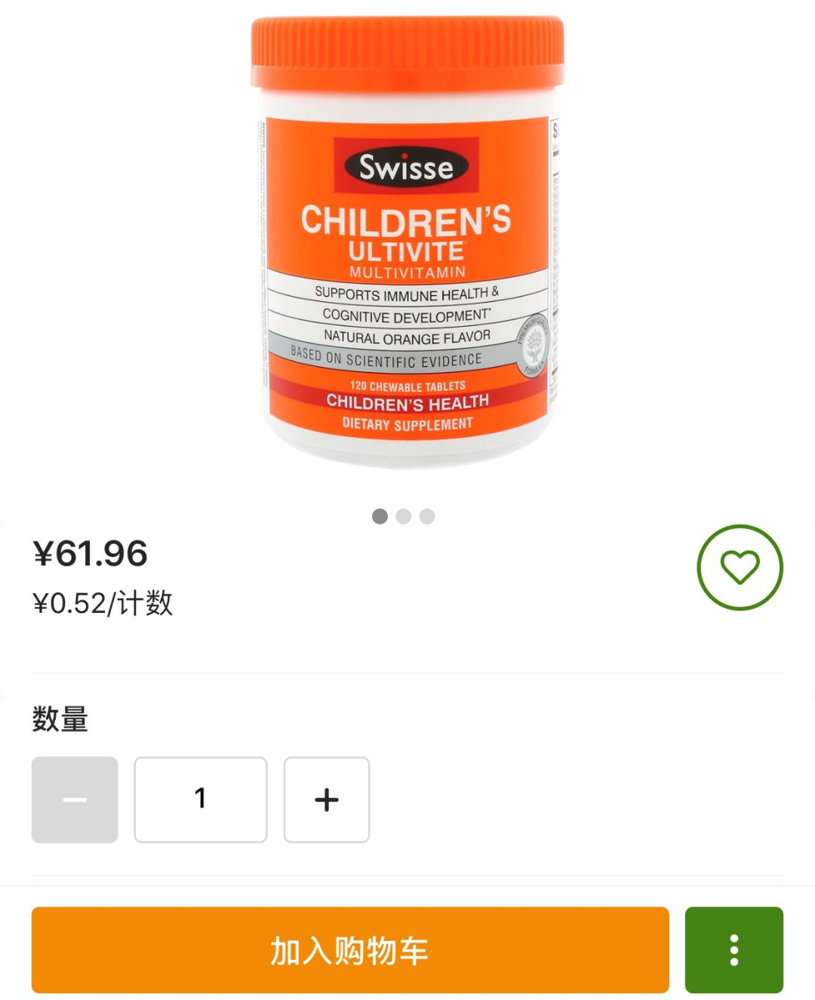 Swisse
CHILDREN'S
ULTIVITE
MULTIVITAMIN
SUPPORTS IMMUNE HEALTH &
COGNITIVE DEVELOPMENT*
NATURAL ORANGE FLAVOR
BASED ON SCIENTIFIC EVIDENCE
PREMIUM QUALITY
FORMULA
120 CHEWABLE TABLETS
CHILDREN'S HEALTH
DIETARY SUPPLEMENT
¥61.96
¥0.52/计数
数量
1
加入购物车